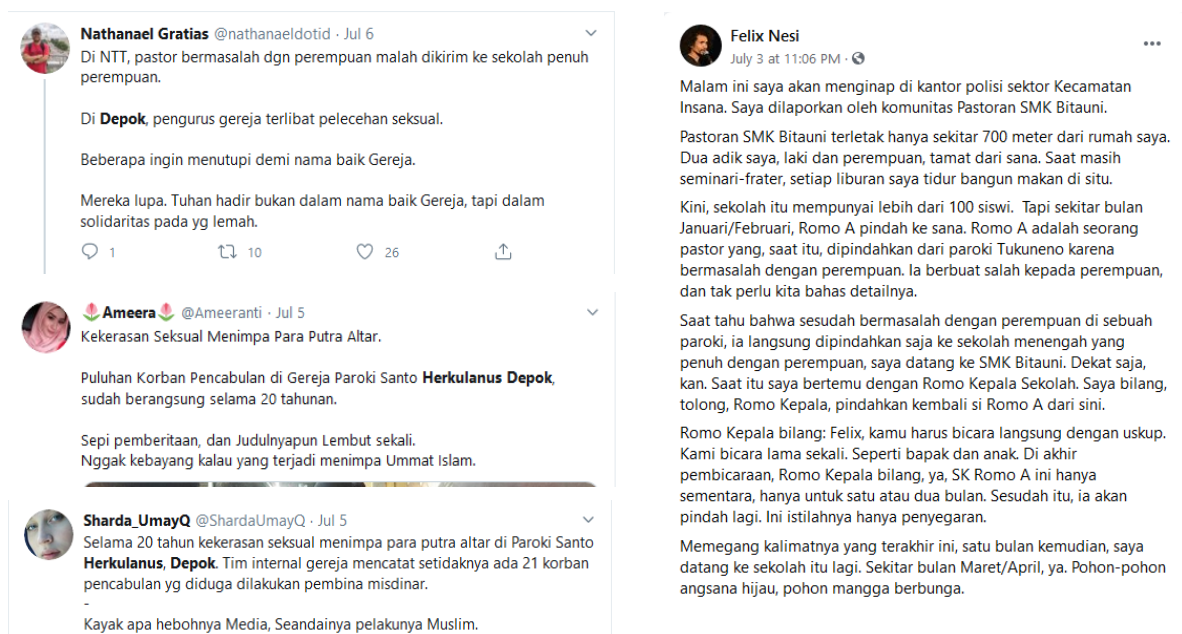 Nathanael Gratias @nathanaeldotid · Jul 6
Di NTT, pastor bermasalah dgn perempuan malah dikirim ke sekolah penuh
perempuan.
Di Depok, pengurus gereja terlibat pelecehan seksual.
Beberapa ingin menutupi demi nama baik Gereja.
Mereka lupa. Tuhan hadir bukan dalam nama baik Gereja, tapi dalam
solidaritas pada yg lemah.
1 10 26
🌷Ameera🌷 @Ameeranti · Jul 5
Kekerasan Seksual Menimpa Para Putra Altar.
Puluhan Korban Pencabulan di Gereja Paroki Santo Herkulanus Depok,
sudah berangsung selama 20 tahunan.
Sepi pemberitaan, dan Judulnyapun Lembut sekali.
Nggak kebayang kalau yang terjadi menimpa Ummat Islam.
Sharda_UmayQ @ShardaUmayQ · Jul 5
Selama 20 tahun kekerasan seksual menimpa para putra altar di Paroki Santo
Herkulanus, Depok. Tim internal gereja mencatat setidaknya ada 21 korban
pencabulan yg diduga dilakukan pembina misdinar.
-
Kayak apa hebohnya Media, Seandainya pelakunya Muslim.
Felix Nesi
July 3 at 11:06 PM ·
Malam ini saya akan menginap di kantor polisi sektor Kecamatan
Insana. Saya dilaporkan oleh komunitas Pastoran SMK Bitauni.
Pastoran SMK Bitauni terletak hanya sekitar 700 meter dari rumah saya.
Dua adik saya, laki dan perempuan, tamat dari sana. Saat masih
seminari-frater, setiap liburan saya tidur bangun makan di situ.
Kini, sekolah itu mempunyai lebih dari 100 siswi. Tapi sekitar bulan
Januari/Februari, Romo A pindah ke sana. Romo A adalah seorang
pastor yang, saat itu, dipindahkan dari paroki Tukuneno karena
bermasalah dengan perempuan. Ia berbuat salah kepada perempuan,
dan tak perlu kita bahas detailnya.
Saat tahu bahwa sesudah bermasalah dengan perempuan di sebuah
paroki, ia langsung dipindahkan saja ke sekolah menengah yang
penuh dengan perempuan, saya datang ke SMK Bitauni. Dekat saja,
kan. Saat itu saya bertemu dengan Romo Kepala Sekolah. Saya bilang,
tolong, Romo Kepala, pindahkan kembali si Romo A dari sini.
Romo Kepala bilang: Felix, kamu harus bicara langsung dengan uskup.
Kami bicara lama sekali. Seperti bapak dan anak. Di akhir
pembicaraan, Romo Kepala bilang, ya, SK Romo A ini hanya
sementara, hanya untuk satu atau dua bulan. Sesudah itu, ia akan
pindah lagi. Ini istilahnya hanya penyegaran.
Memegang kalimatnya yang terakhir ini, satu bulan kemudian, saya
datang ke sekolah itu lagi. Sekitar bulan Maret/April, ya. Pohon-pohon
angsana hijau, pohon mangga berbunga.